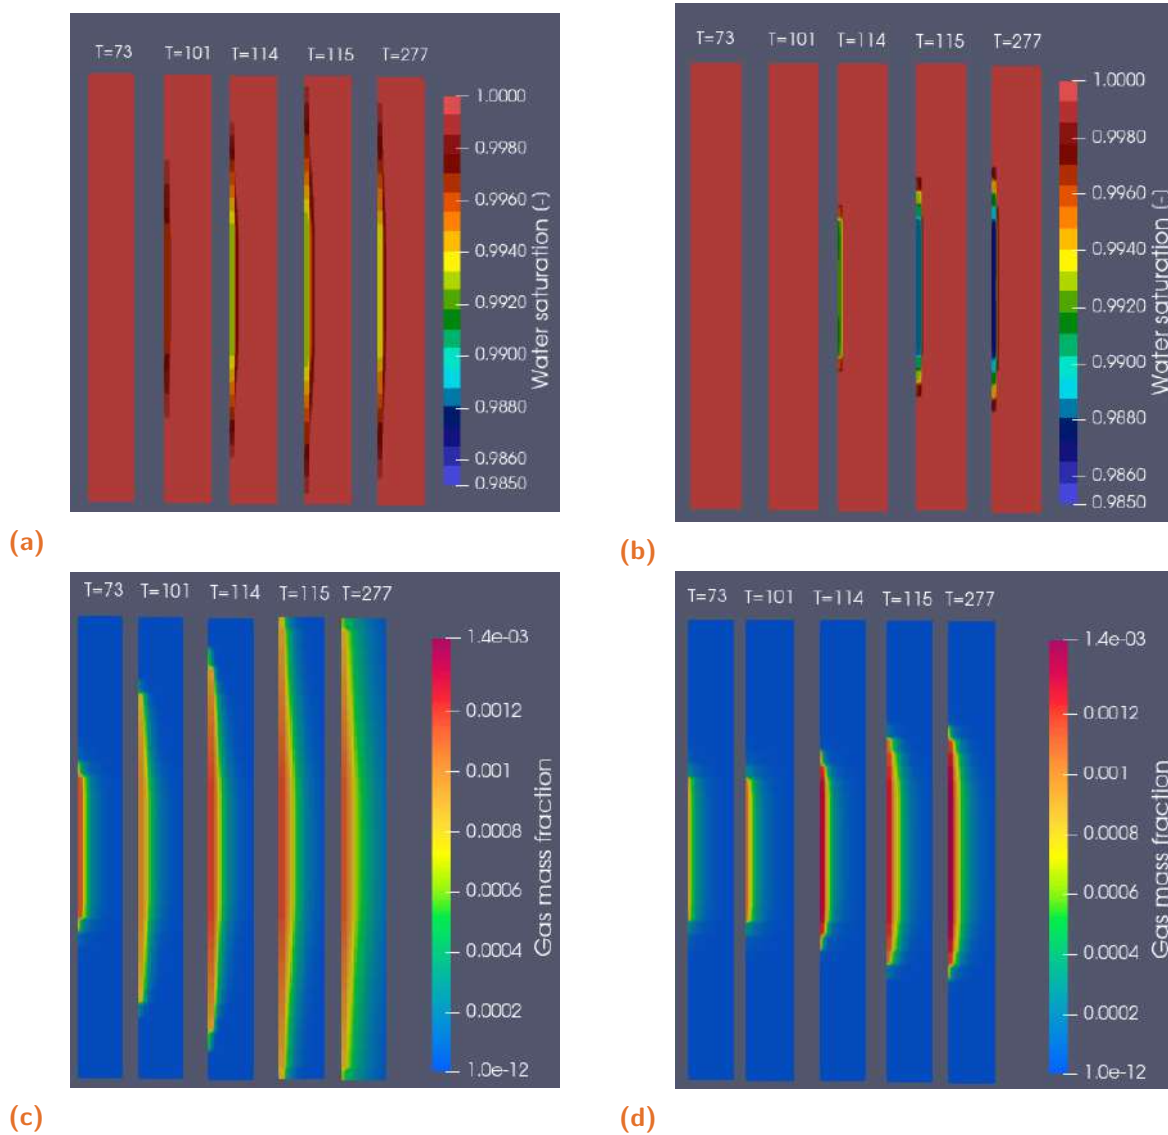 T=73 T=101 T=114 T=115 T=277
1.0000
0.9980
0.9960
0.9940
0.9920
0.9900
0.9880
0.9860
0.9850
Water saturation (-)
(a)
T=73 T=101 T=114 T=115 T=277
1.0000
0.9980
0.9960
0.9940
0.9920
0.9900
0.9880
0.9860
0.9850
Water saturation (-)
(b)
T=73 T=101 T=114 T=115 T=277
1.4e-03
0.0012
0.001
0.0008
0.0006
0.0004
0.0002
1.0e-12
Gas mass fraction
(c)
T=73 T=101 T=114 T=115 T=277
1.4e-03
0.0012
0.001
0.0008
0.0006
0.0004
0.0002
1.0e-12
Gas mass fraction
(d)